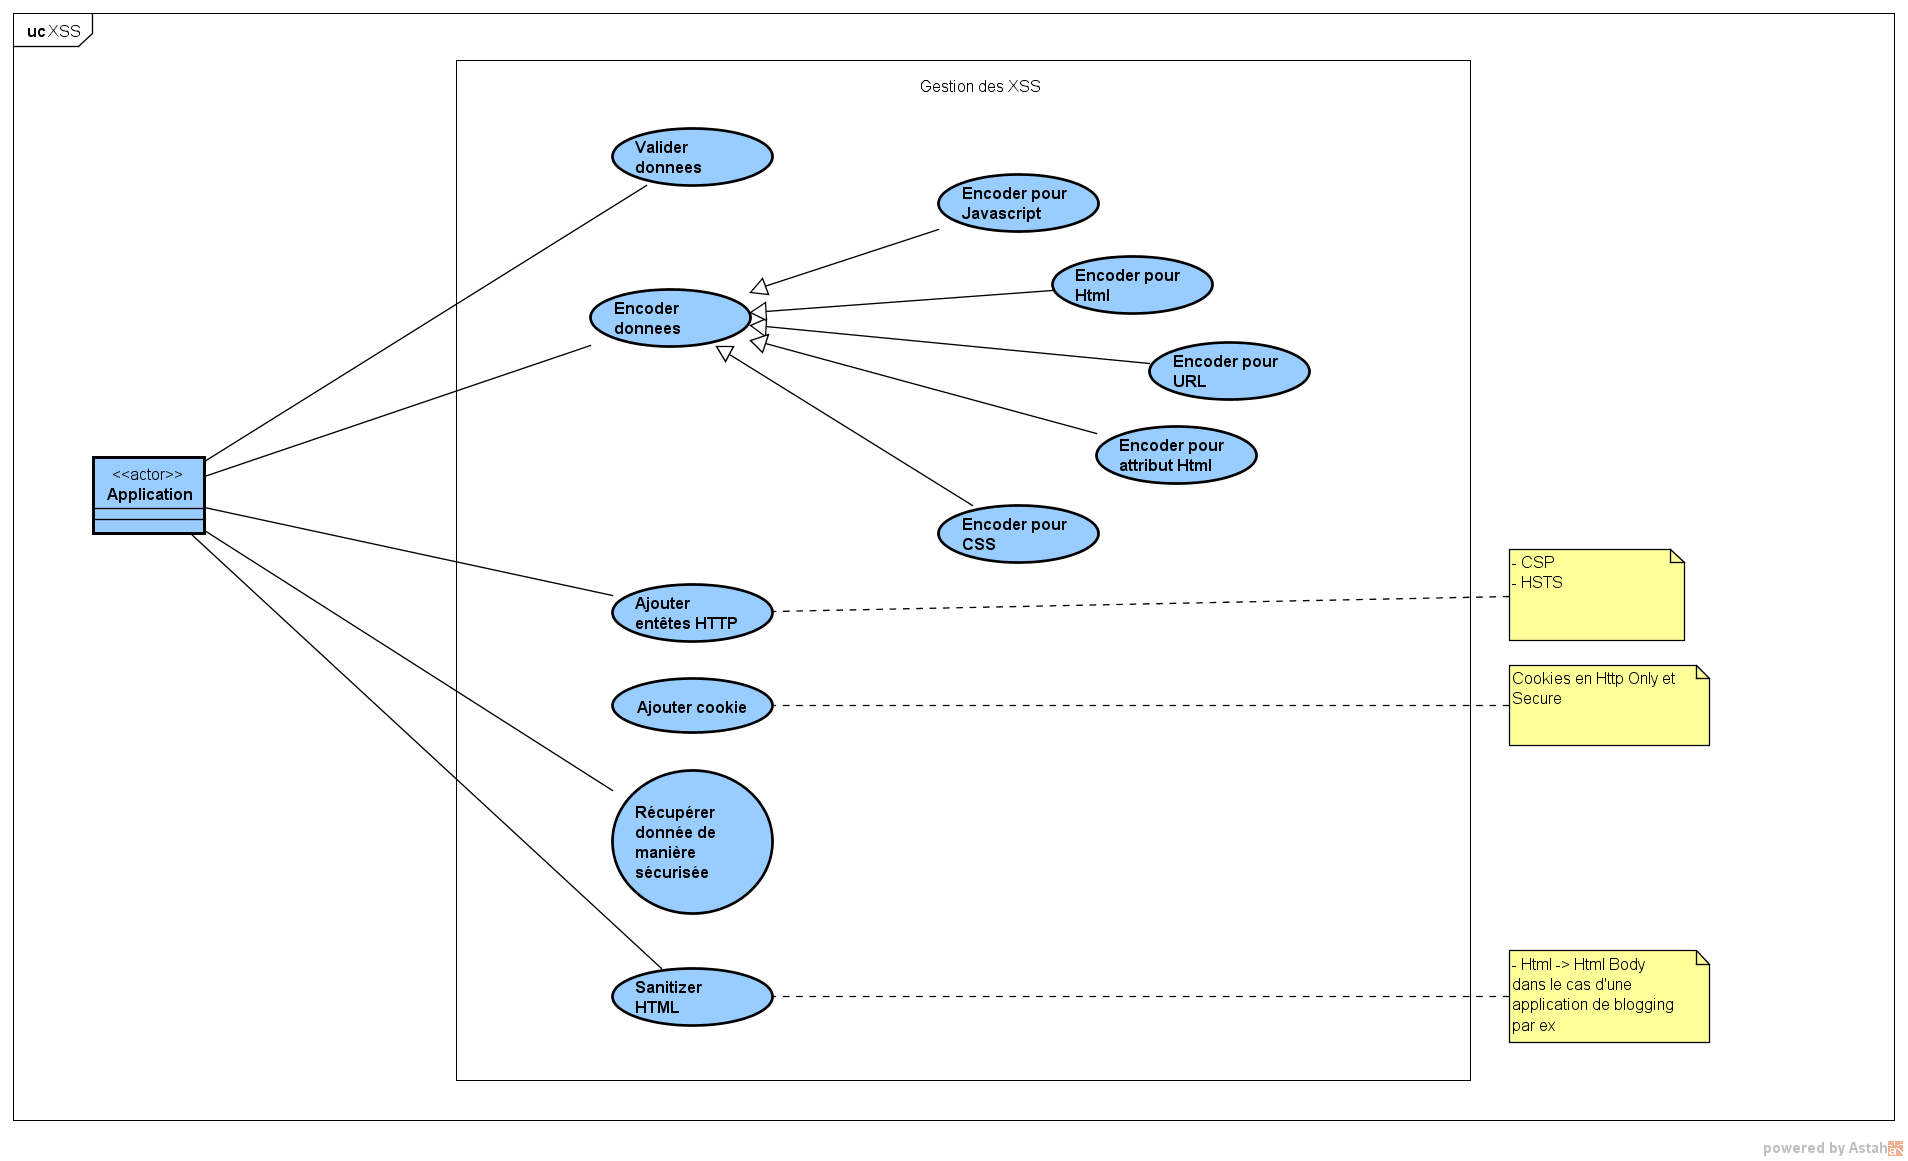 uc XSS
Gestion des XSS
Valider
donnees
Encoder pour
Javascript
Encoder pour
Html
Encoder
donnees
Encoder pour
URL
Encoder pour
attribut Html
<<actor>>
Application
Encoder pour
CSS
- CSP
- HSTS
Ajouter
entêtes HTTP
Cookies en Http Only et
Secure
Ajouter cookie
Récupérer
donnée de
manière
sécurisée
- Html -> Html Body
dans le cas d'une
application de blogging
par ex
Sanitizer
HTML
powered by Astah